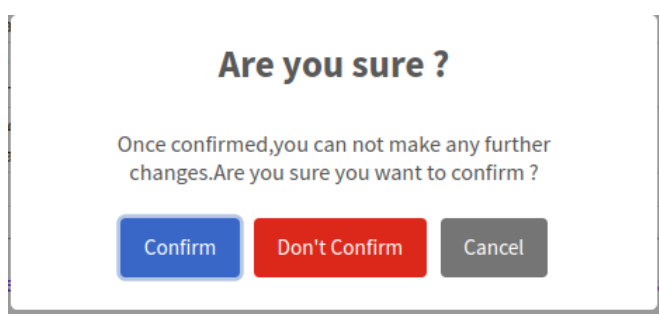 Are you sure ?
Once confirmed,you can not make any further
changes.Are you sure you want to confirm ?
Confirm
Don't Confirm
Cancel